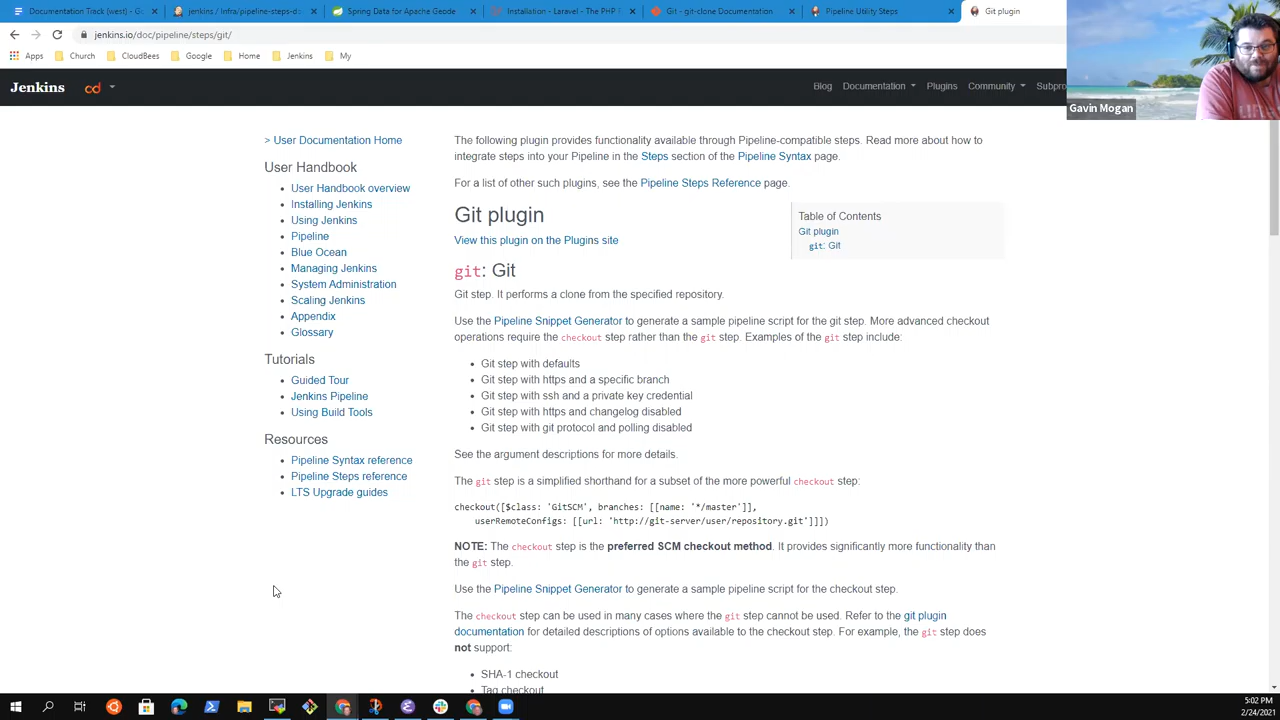 Documentation Track (west) - Go
jenkins / Infra/pipeline-steps-do
Spring Data for Apache Geode
Installation - Laravel - The PHP F
Git - git-clone Documentation
Pipeline Utility Steps
Git plugin
jenkins.io/doc/pipeline/steps/git/
Apps
Church
CloudBees
Google
Home
Jenkins
My
Gavin Mogan
Jenkins
cd
Blog
Documentation
Plugins
Community
Subpro
> User Documentation Home
User Handbook
User Handbook overview
Installing Jenkins
Using Jenkins
Pipeline
Blue Ocean
Managing Jenkins
System Administration
Scaling Jenkins
Appendix
Glossary
Tutorials
Guided Tour
Jenkins Pipeline
Using Build Tools
Resources
Pipeline Syntax reference
Pipeline Steps reference
LTS Upgrade guides
The following plugin provides functionality available through Pipeline-compatible steps. Read more about how to
integrate steps into your Pipeline in the Steps section of the Pipeline Syntax page.
For a list of other such plugins, see the Pipeline Steps Reference page.
Git plugin
View this plugin on the Plugins site
Table of Contents
Git plugin
git: Git
git: Git
Git step. It performs a clone from the specified repository.
Use the Pipeline Snippet Generator to generate a sample pipeline script for the git step. More advanced checkout
operations require the checkout step rather than the git step. Examples of the git step include:
Git step with defaults
Git step with https and a specific branch
Git step with ssh and a private key credential
Git step with https and changelog disabled
Git step with git protocol and polling disabled
See the argument descriptions for more details.
The git step is a simplified shorthand for a subset of the more powerful checkout step:
checkout([$class: 'GitSCM', branches: [[name: '*/master']],
userRemoteConfigs: [[url: 'http://git-server/user/repository.git']]])
NOTE: The checkout step is the preferred SCM checkout method. It provides significantly more functionality than
the git step.
Use the Pipeline Snippet Generator to generate a sample pipeline script for the checkout step.
The checkout step can be used in many cases where the git step cannot be used. Refer to the git plugin
documentation for detailed descriptions of options available to the checkout step. For example, the git step does
not support:
SHA-1 checkout
Tag checkout
5:02 PM
2/24/2021